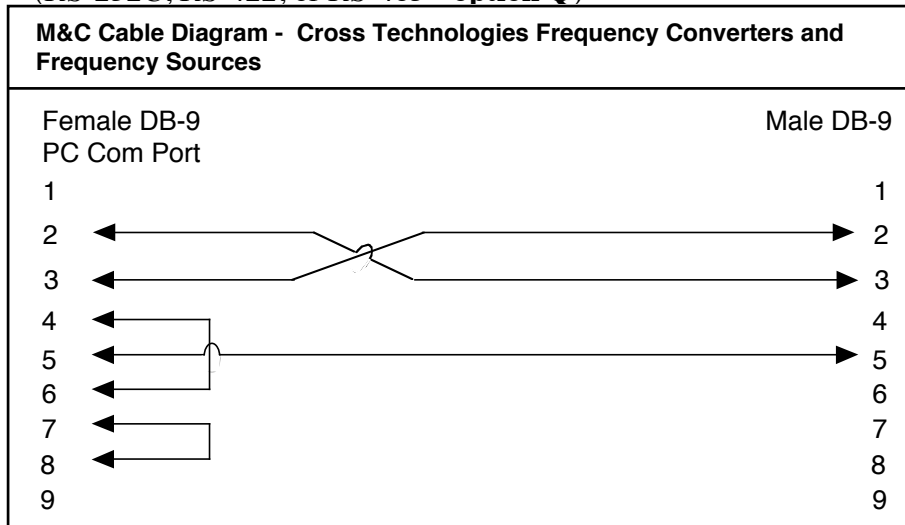 M&C Cable Diagram - Cross Technologies Frequency Converters and
Frequency Sources
Female DB-9 Male DB-9
PC Com Port
1 1
2 2
3 3
4 4
5 5
6 6
7 7
8 8
9 9